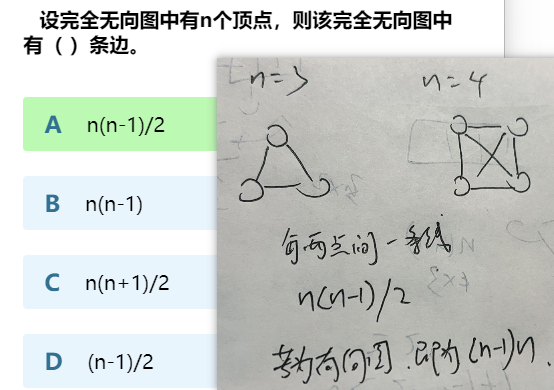 设完全无向图中有n个顶点，则该完全无向图中
有（ ）条边。
A n(n-1)/2
B n(n-1)
C n(n+1)/2
D (n-1)/2
n=3
n=4
每两点间一条线
n(n-1)/2
若为有向图.即为(n-1)n